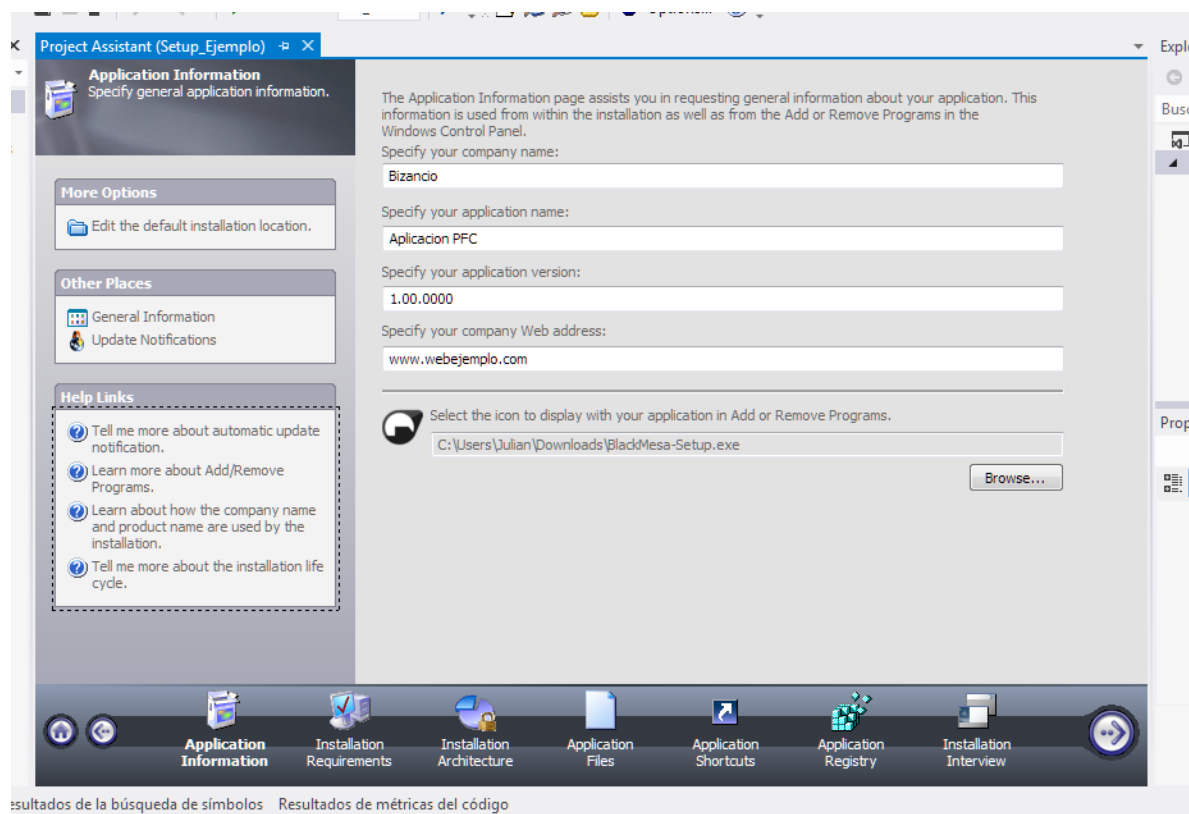 Project Assistant (Setup_Ejemplo)
Application Information
Specify general application information.
More Options
Edit the default installation location.
Other Places
General Information
Update Notifications
Help Links
Tell me more about automatic update
notification.
Learn more about Add/Remove
Programs.
Learn about how the company name
and product name are used by the
installation.
Tell me more about the installation life
cycle.
The Application Information page assists you in requesting general information about your application. This
information is used from within the installation as well as from the Add or Remove Programs in the
Windows Control Panel.
Specify your company name:
Bizancio
Specify your application name:
Aplicacion PFC
Specify your application version:
1.00.0000
Specify your company Web address:
www.webejemplo.com
Select the icon to display with your application in Add or Remove Programs.
C:\Users\Julian\Downloads\BlackMesa-Setup.exe
Browse...
Expl
Busc
Prop
Application
Information
Installation
Requirements
Installation
Architecture
Application
Files
Application
Shortcuts
Application
Registry
Installation
Interview
esultados de la búsqueda de símbolos Resultados de métricas del código